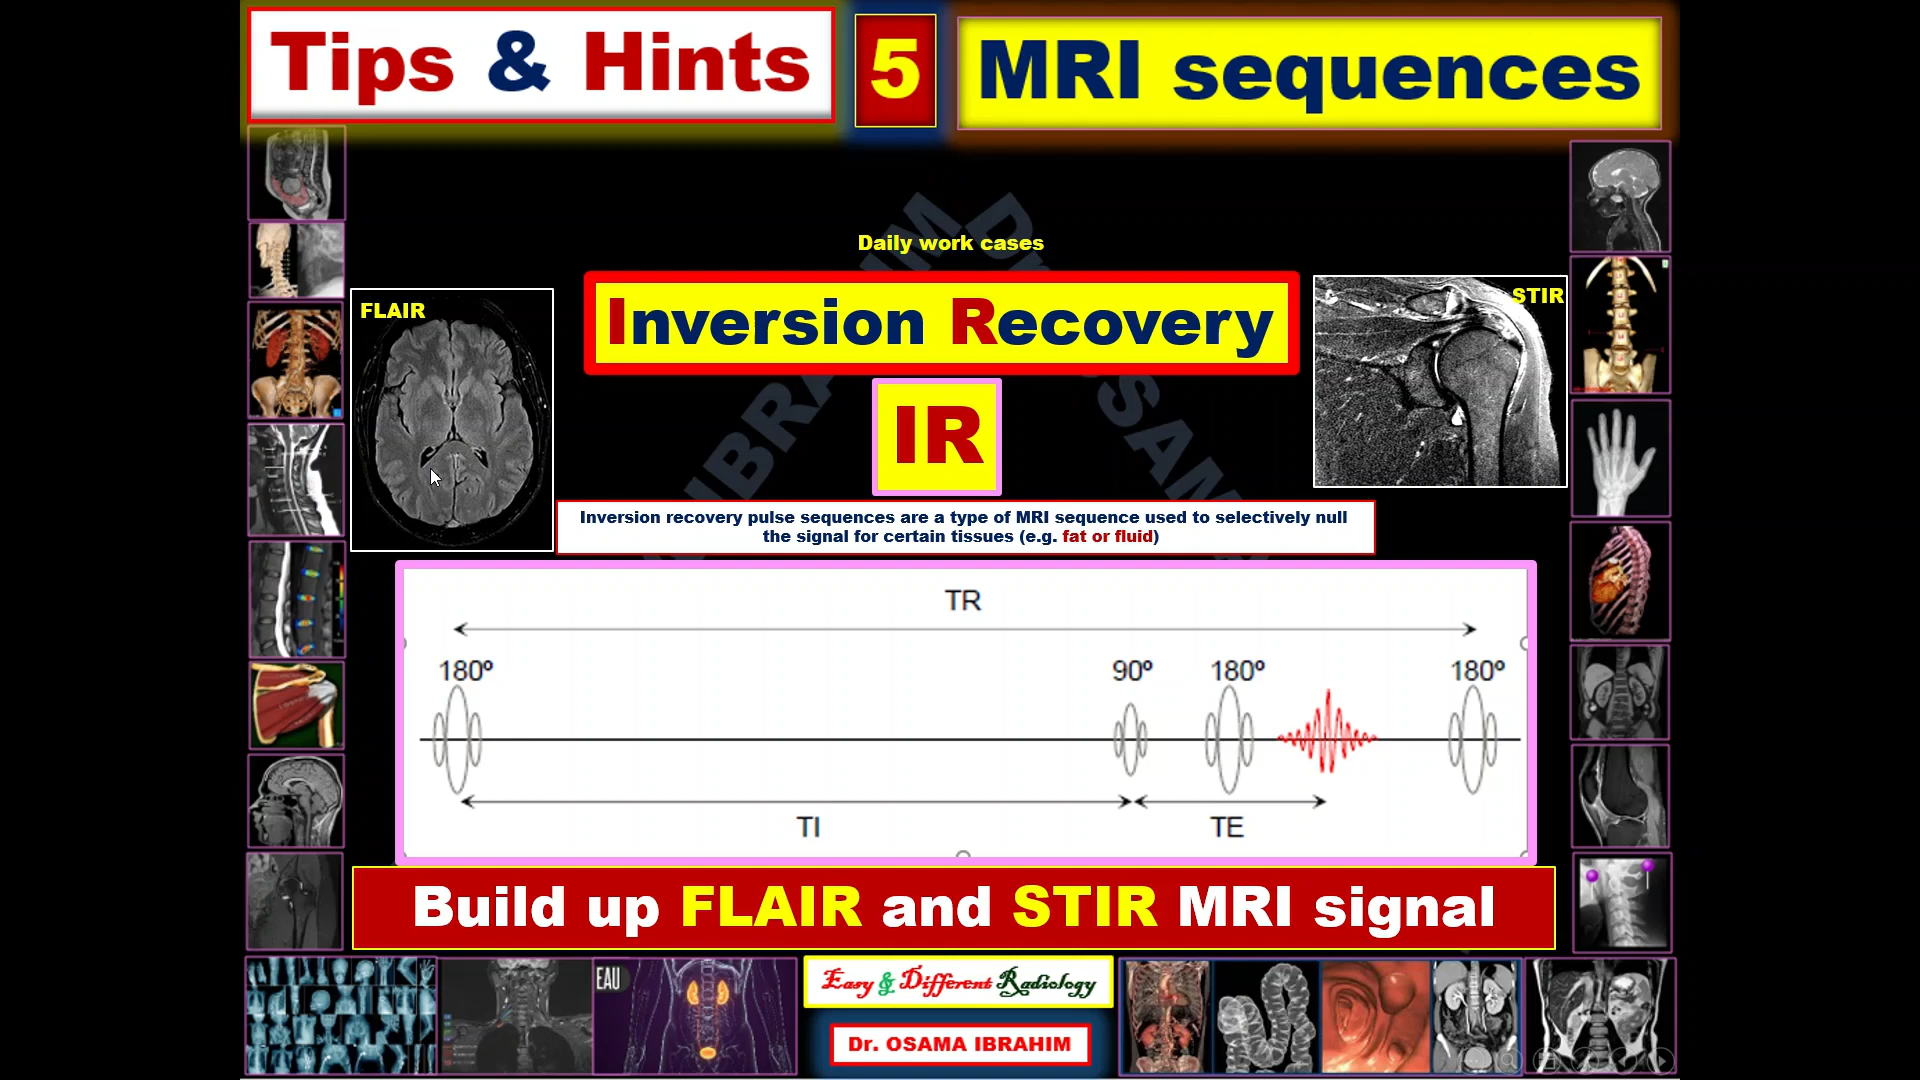 Tips & Hints
5
MRI sequences
Daily work cases
FLAIR
Inversion Recovery
STIR
IR
Inversion recovery pulse sequences are a type of MRI sequence used to selectively null
the signal for certain tissues (e.g. fat or fluid)
TR
180º
90º
180º
180º
TI
TE
Build up FLAIR and STIR MRI signal
EAU
Easy & Different Radiology
Dr. OSAMA IBRAHIM